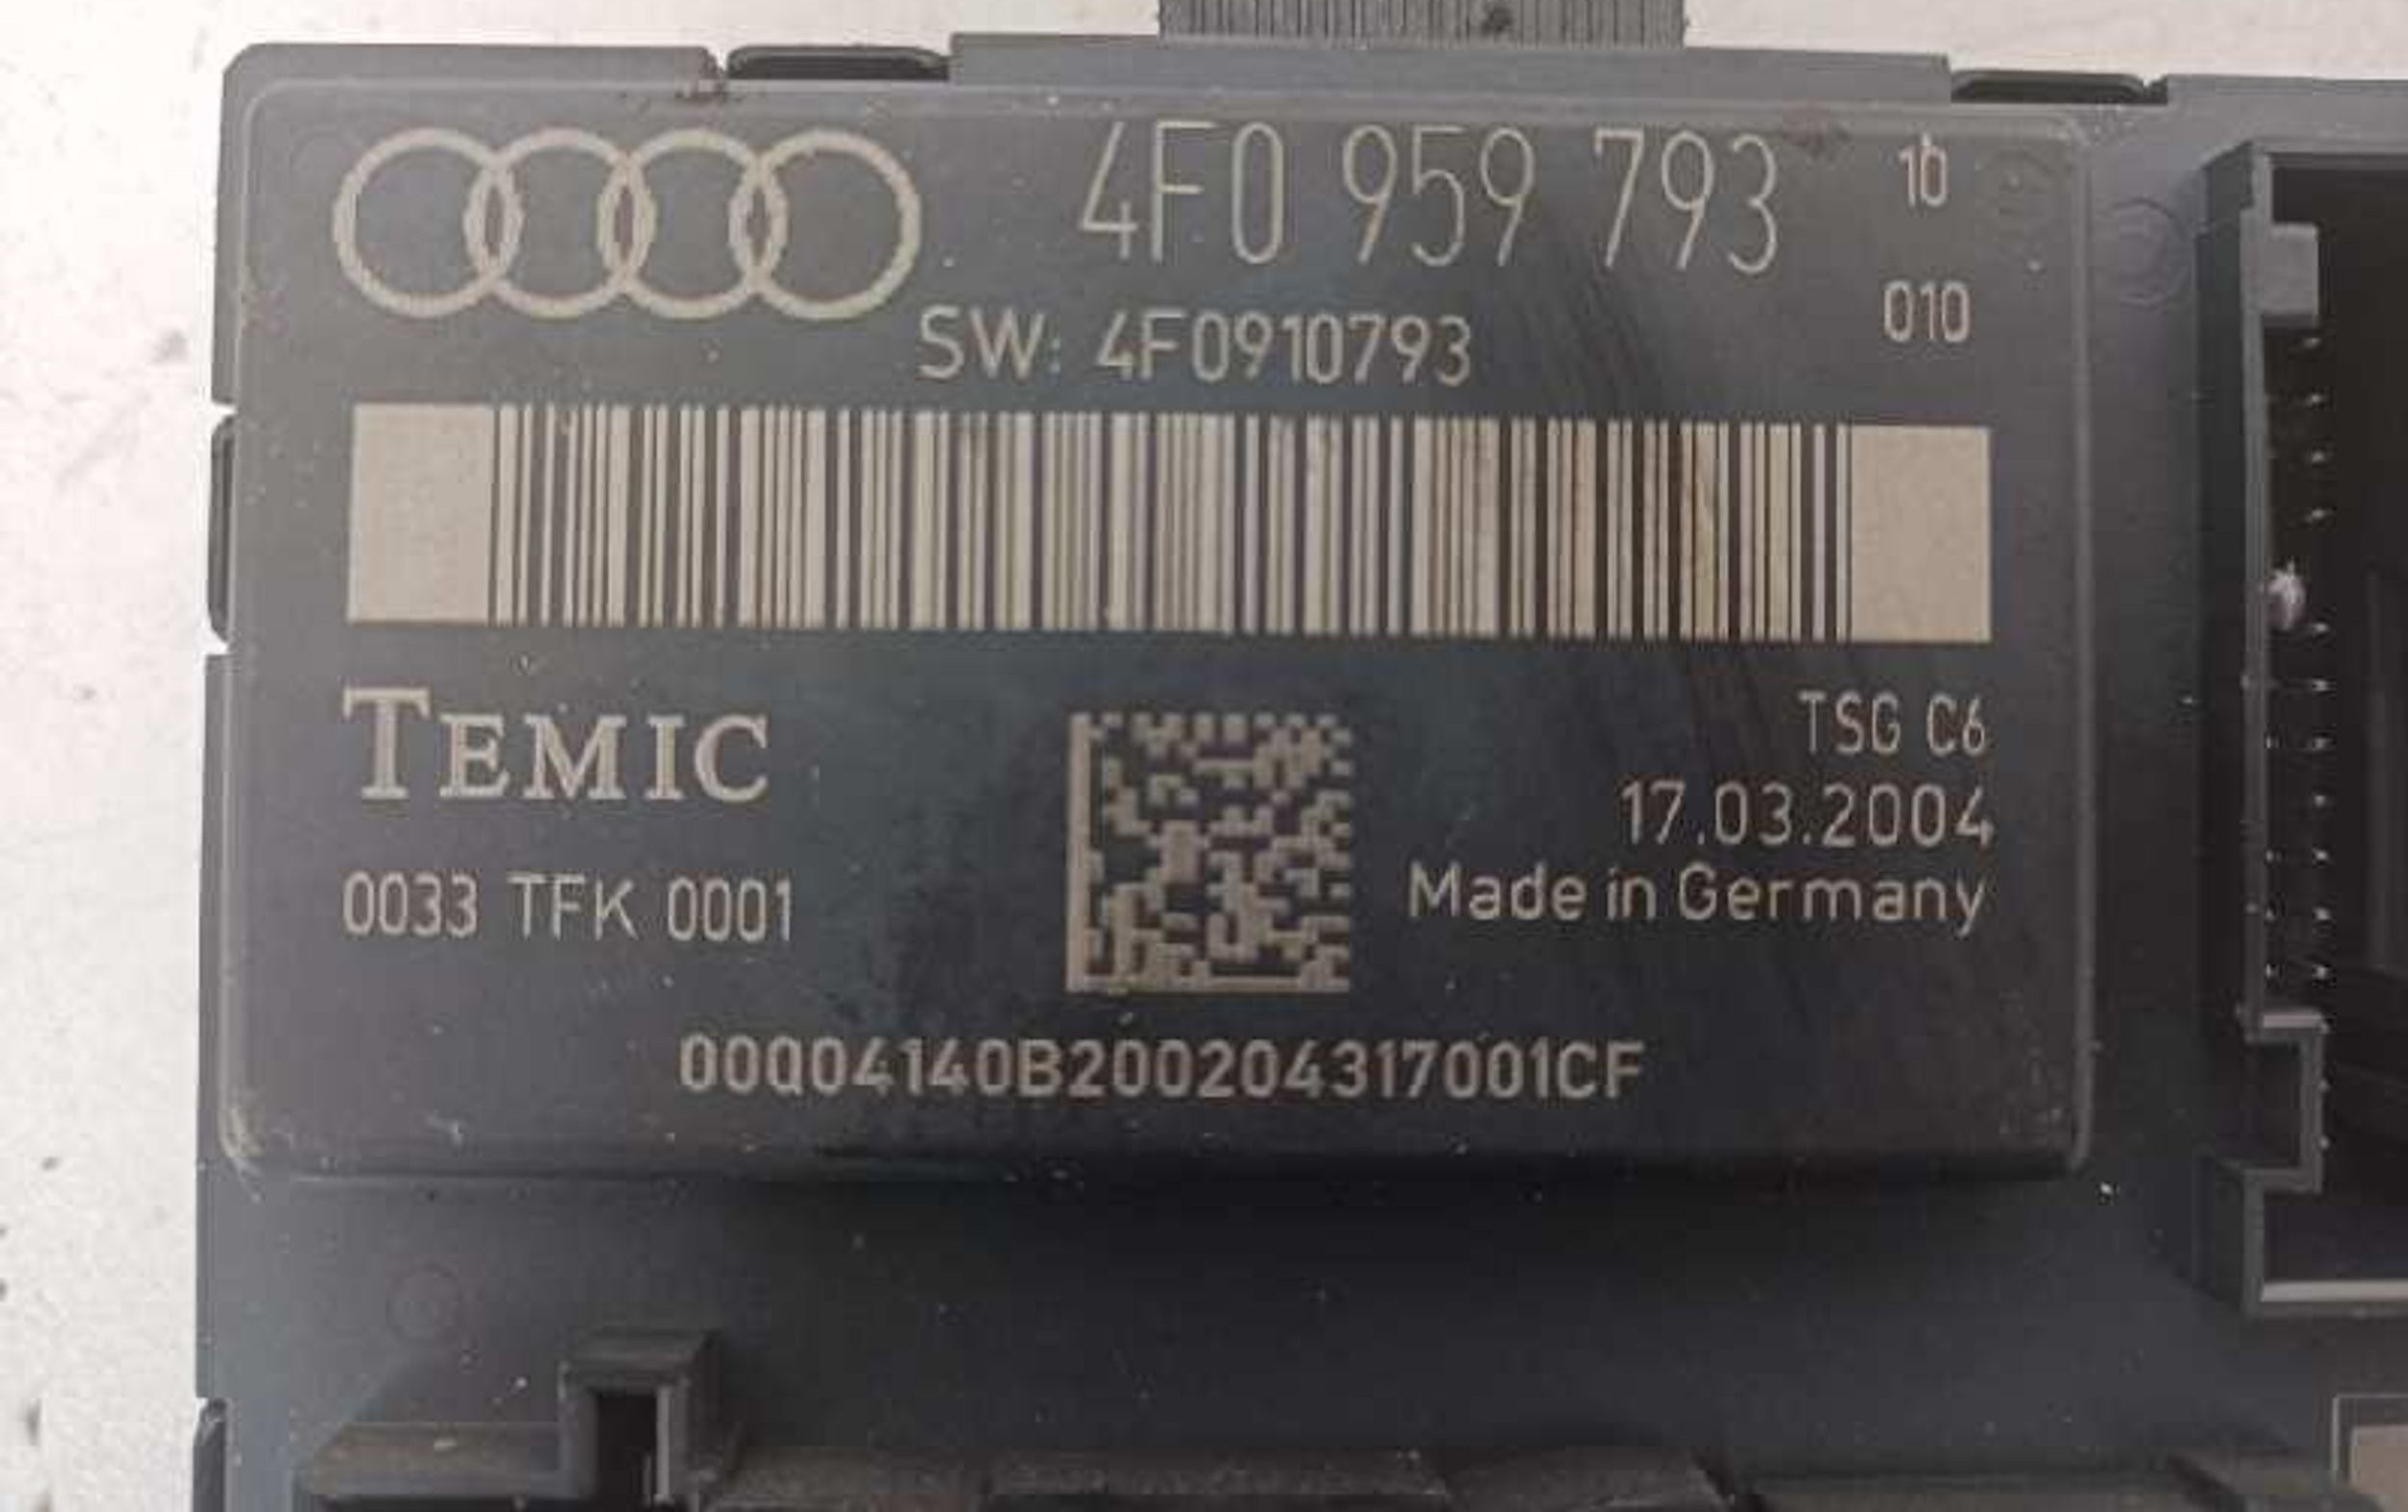 4F0 959 793 10
SW: 4F0910793 010
TEMIC
TSG C6
17.03.2004
0033 TFK 0001
Made in Germany
00Q04140B200204317001CF